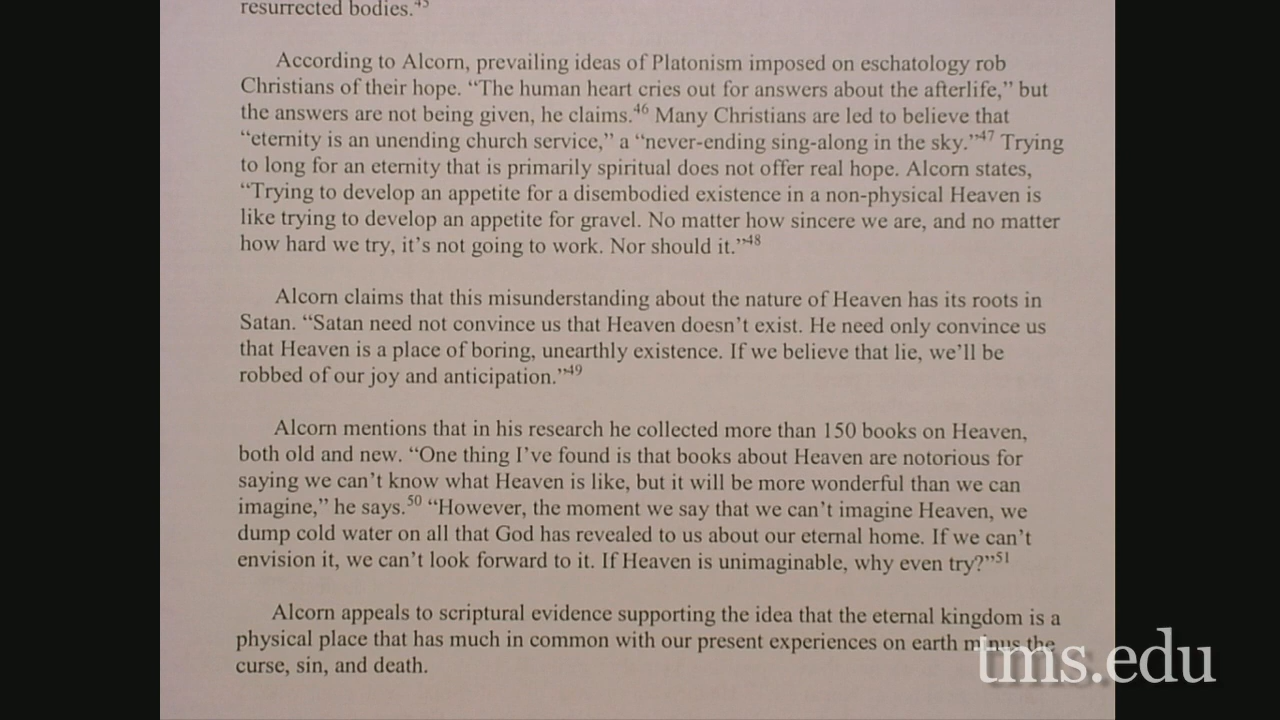 resurrected bodies.45
According to Alcorn, prevailing ideas of Platonism imposed on eschatology rob
Christians of their hope. “The human heart cries out for answers about the afterlife,” but
the answers are not being given, he claims.46 Many Christians are led to believe that
“eternity is an unending church service,” a “never-ending sing-along in the sky.”47 Trying
to long for an eternity that is primarily spiritual does not offer real hope. Alcorn states,
“Trying to develop an appetite for a disembodied existence in a non-physical Heaven is
like trying to develop an appetite for gravel. No matter how sincere we are, and no matter
how hard we try, it’s not going to work. Nor should it.”48
Alcorn claims that this misunderstanding about the nature of Heaven has its roots in
Satan. “Satan need not convince us that Heaven doesn’t exist. He need only convince us
that Heaven is a place of boring, unearthly existence. If we believe that lie, we’ll be
robbed of our joy and anticipation.”49
Alcorn mentions that in his research he collected more than 150 books on Heaven,
both old and new. “One thing I’ve found is that books about Heaven are notorious for
saying we can’t know what Heaven is like, but it will be more wonderful than we can
imagine,” he says.50 “However, the moment we say that we can’t imagine Heaven, we
dump cold water on all that God has revealed to us about our eternal home. If we can’t
envision it, we can’t look forward to it. If Heaven is unimaginable, why even try?”51
Alcorn appeals to scriptural evidence supporting the idea that the eternal kingdom is a
physical place that has much in common with our present experiences on earth minus the
curse, sin, and death.
tms.edu